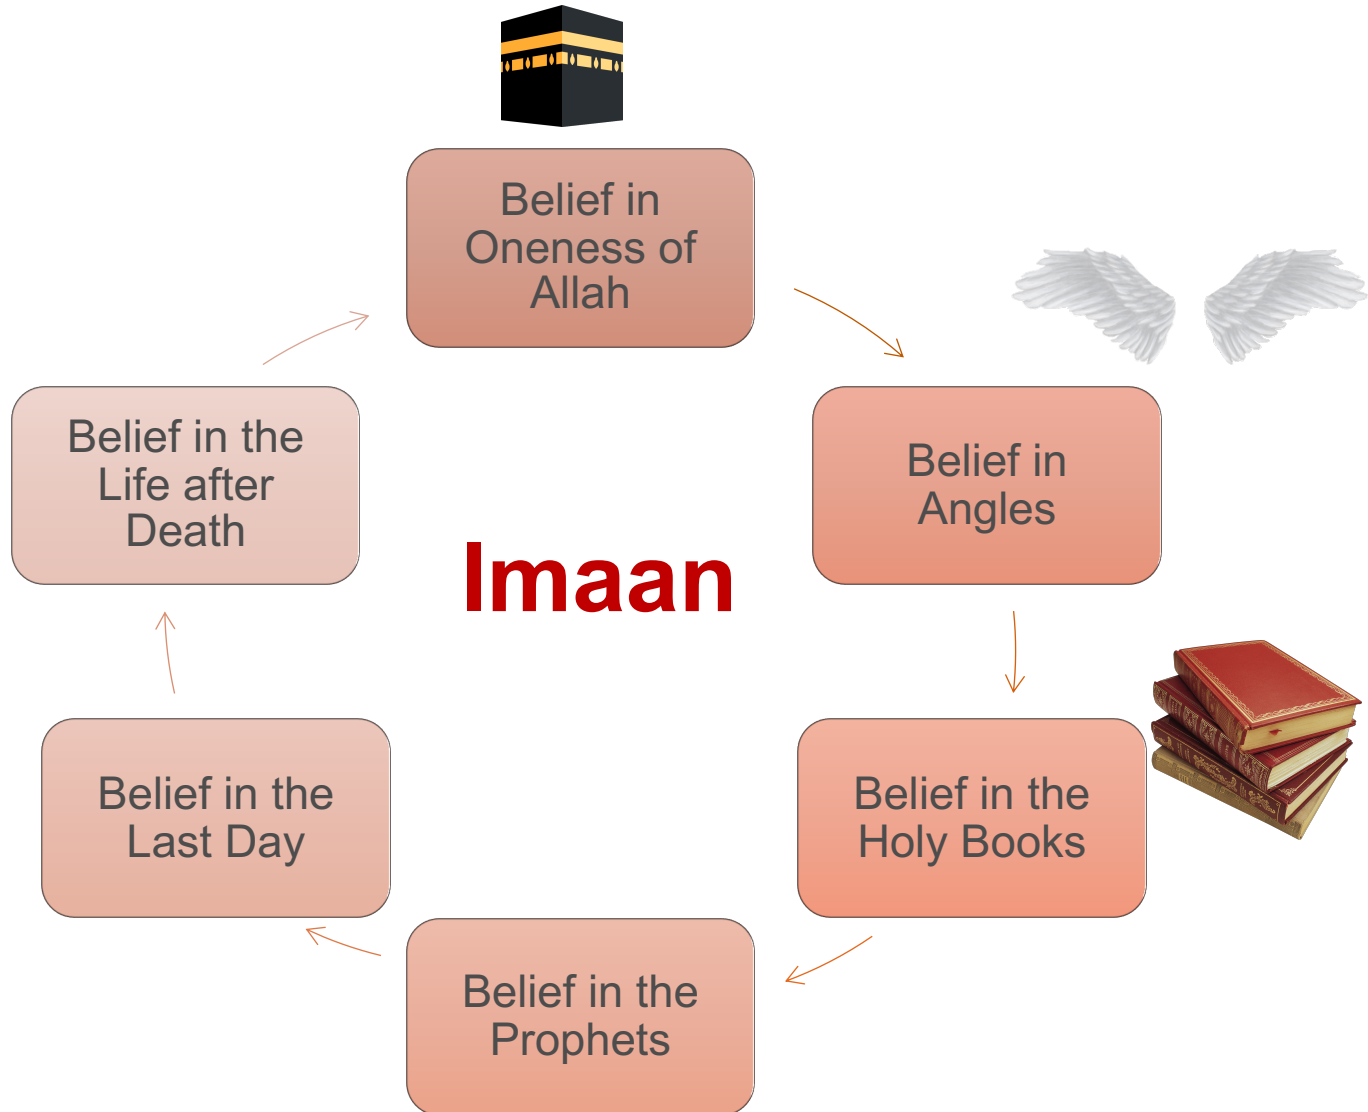 Belief in
Oneness of
Allah
Belief in
Angles
Belief in the
Holy Books
Belief in the
Prophets
Belief in the
Last Day
Belief in the
Life after
Death
Imaan